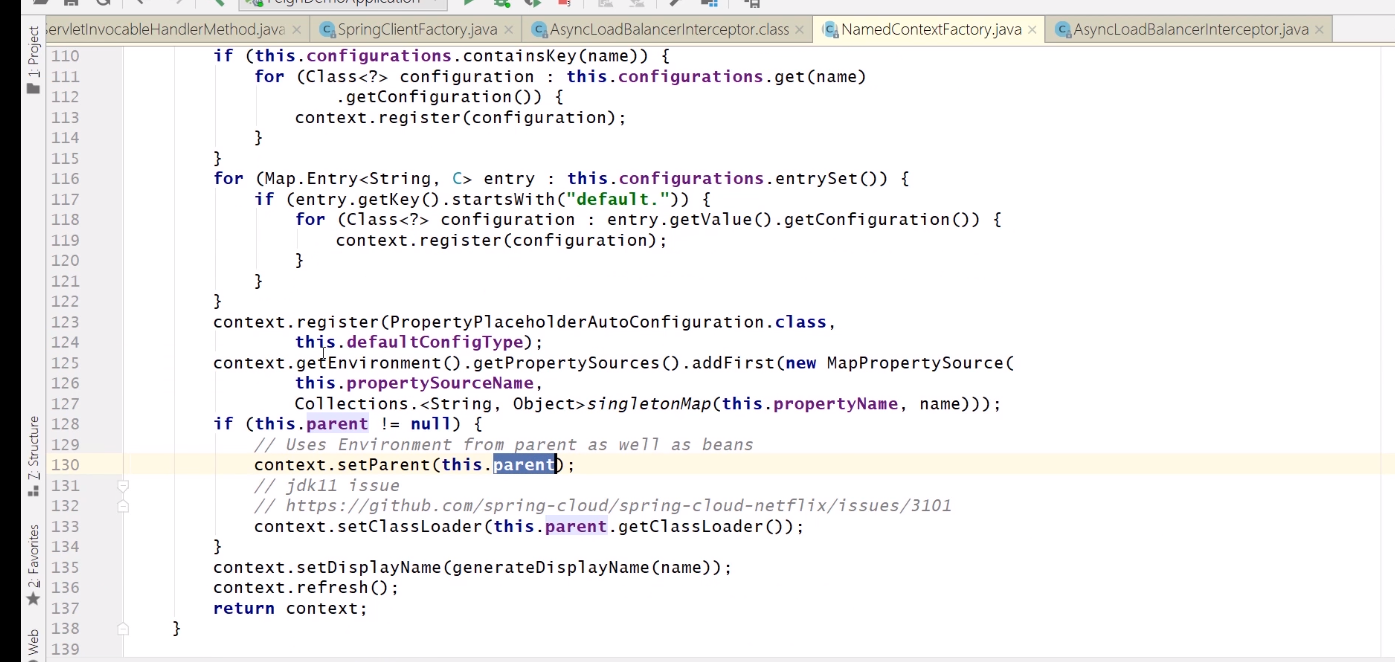 FeignDemoApplication
ServletInvocableHandlerMethod.java × SpringClientFactory.java × AsyncLoadBalancerInterceptor.class × NamedContextFactory.java × AsyncLoadBalancerInterceptor.java ×
1: Project
Z: Structure
2: Favorites
Web
110 if (this.configurations.containsKey(name)) {
111 for (Class<?> configuration : this.configurations.get(name)
112 .getConfiguration()) {
113 context.register(configuration);
114 }
115 }
116 for (Map.Entry<String, C> entry : this.configurations.entrySet()) {
117 if (entry.getKey().startsWith("default.")) {
118 for (Class<?> configuration : entry.getValue().getConfiguration()) {
119 context.register(configuration);
120 }
121 }
122 }
123 context.register(PropertyPlaceholderAutoConfiguration.class,
124 this.defaultConfigType);
125 context.getEnvironment().getPropertySources().addFirst(new MapPropertySource(
126 this.propertySourceName,
127 Collections.<String, Object>singletonMap(this.propertyName, name)));
128 if (this.parent != null) {
129 // Uses Environment from parent as well as beans
130 context.setParent(this.parent);
131 // jdk11 issue
132 // https://github.com/spring-cloud/spring-cloud-netflix/issues/3101
133 context.setClassLoader(this.parent.getClassLoader());
134 }
135 context.setDisplayName(generateDisplayName(name));
136 context.refresh();
137 return context;
138 }
139